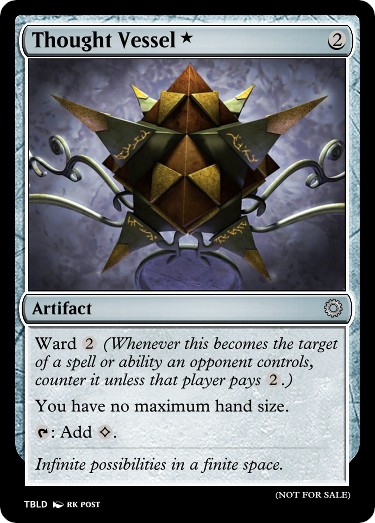 Thought Vessel ★ 2
Artifact
Ward 2 (Whenever this becomes the target
of a spell or ability an opponent controls,
counter it unless that player pays 2.)
You have no maximum hand size.
: Add .
Infinite possibilities in a finite space.
(NOT FOR SALE)
TBLD RK POST